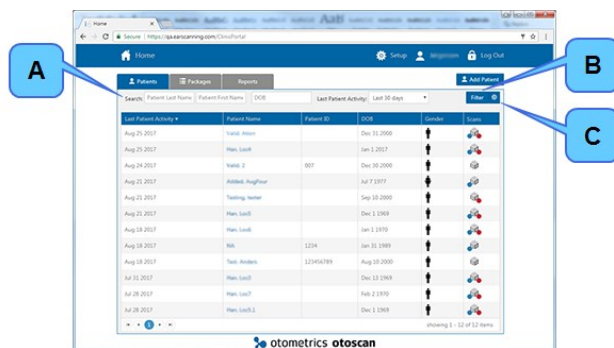 A
B
C
Home
Secure https://qa.earscanning.com/ClinicPortal
Home Setup Log Out
Patients Packages Reports Add Patient
Search: Patient Last Name Patient First Name DOB Last Patient Activity: Last 30 days Filter
Last Patient Activity Patient Name Patient ID DOB Gender Scans
Aug 25 2017 Valid, Adam Dec 31 2000
Aug 25 2017 Han, Loo4 Jan 1 2017
Aug 24 2017 Valid, 2 007 Dec 30 2000
Aug 21 2017 Added, AugFour Jul 7 1977
Aug 21 2017 Testing, tester Sep 10 2000
Aug 21 2017 Han, Loo5 Dec 1 1969
Aug 18 2017 Han, Loo6 Jan 1 1970
Aug 18 2017 NA 1234 Jan 31 1989
Aug 18 2017 Test, Anders 123456789 Aug 10 2000
Jul 31 2017 Han, Loo5 Dec 13 1969
Jul 28 2017 Han, Loo7 Feb 2 1970
Jul 28 2017 Han, Loo5.1 Dec 1 1969
1 showing 1 - 12 of 12 items
otometrics otoscan